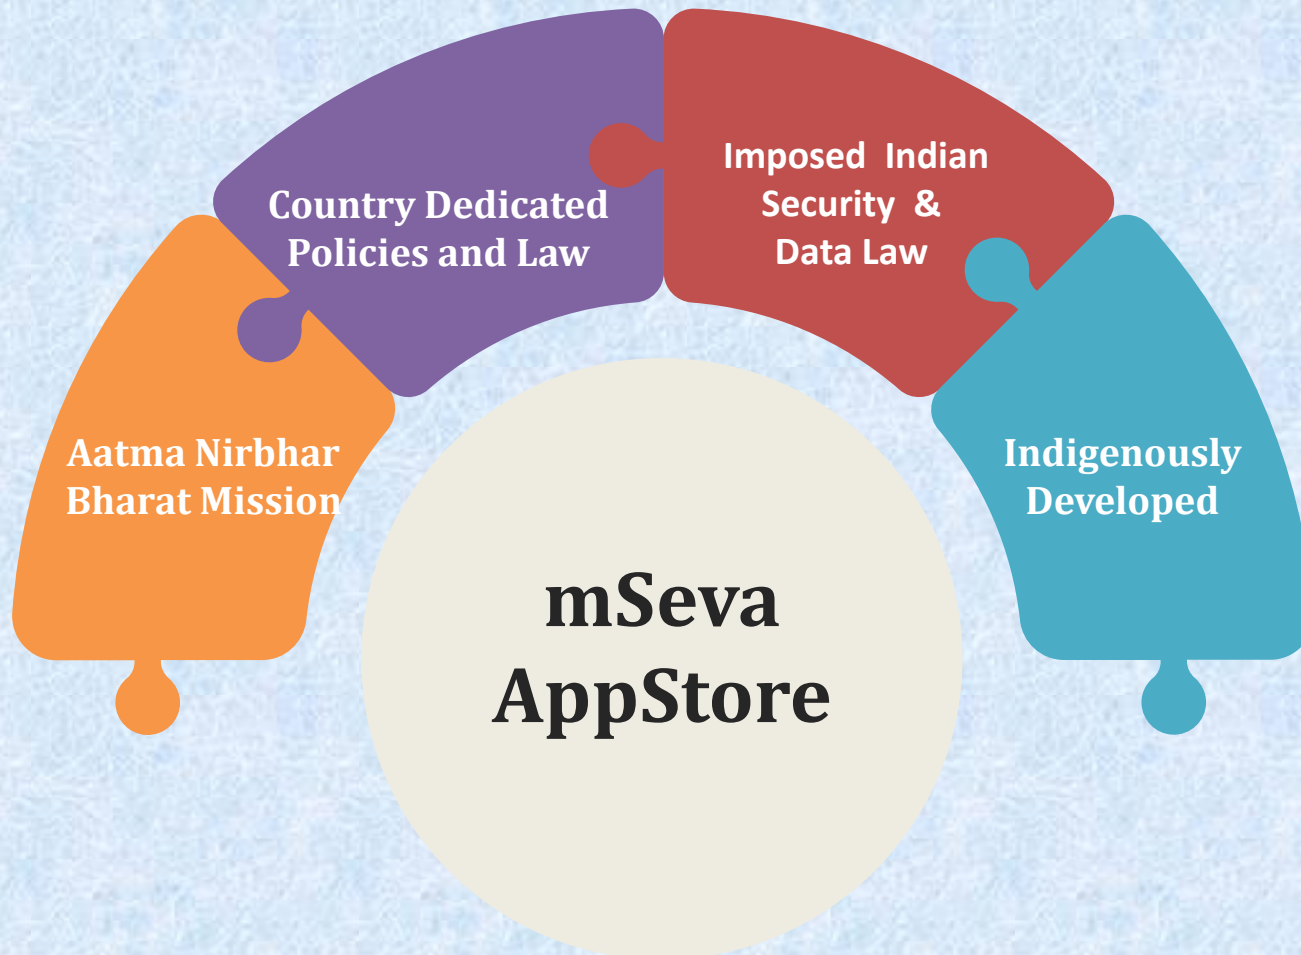 Country Dedicated
Policies and Law
Imposed Indian
Security &
Data Law
Aatma Nirbhar
Bharat Mission
Indigenously
Developed
mSeva
AppStore